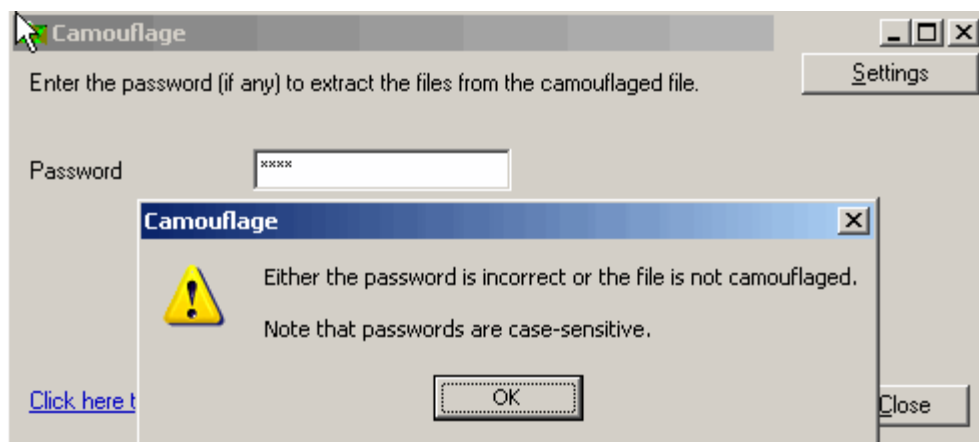 Camouflage
Enter the password (if any) to extract the files from the camouflaged file.
Settings
Password
****
Camouflage
Either the password is incorrect or the file is not camouflaged.
Note that passwords are case-sensitive.
OK
Click here t
Close